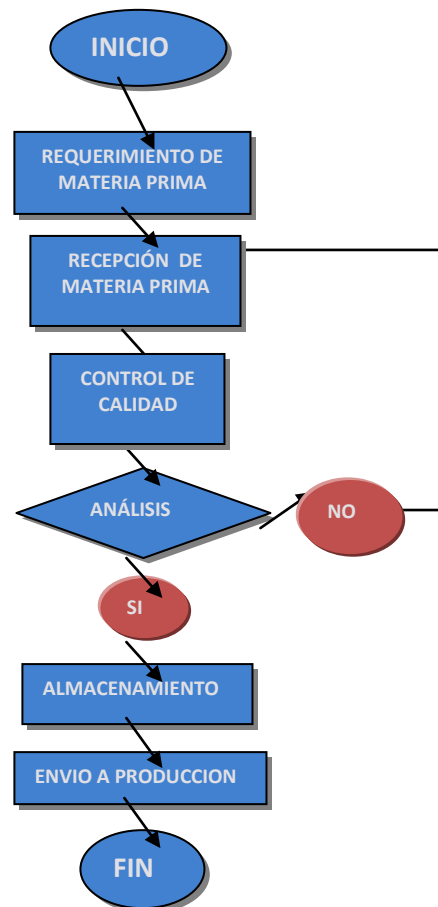 INICIO
REQUERIMIENTO DE
MATERIA PRIMA
RECEPCIÓN DE
MATERIA PRIMA
CONTROL DE
CALIDAD
ANÁLISIS
NO
SI
ALMACENAMIENTO
ENVIO A PRODUCCION
FIN